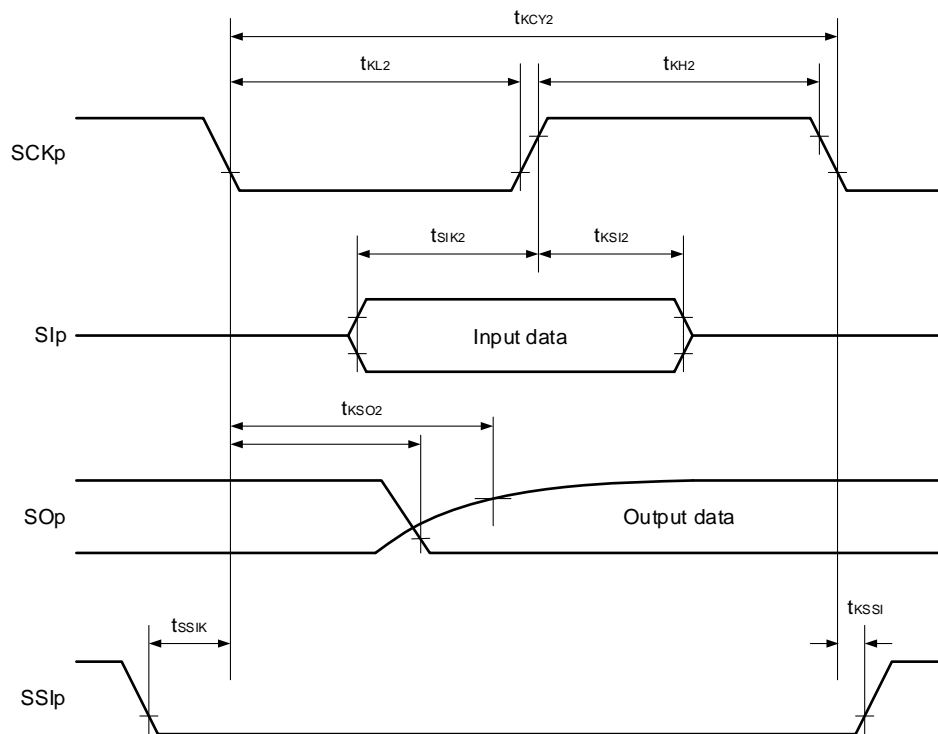 tKCY2
tKL2
tKH2
SCKp
tSIK2
tKSI2
SIp
Input data
tKSO2
SOp
Output data
tSSIK
tKSSI
SSIp